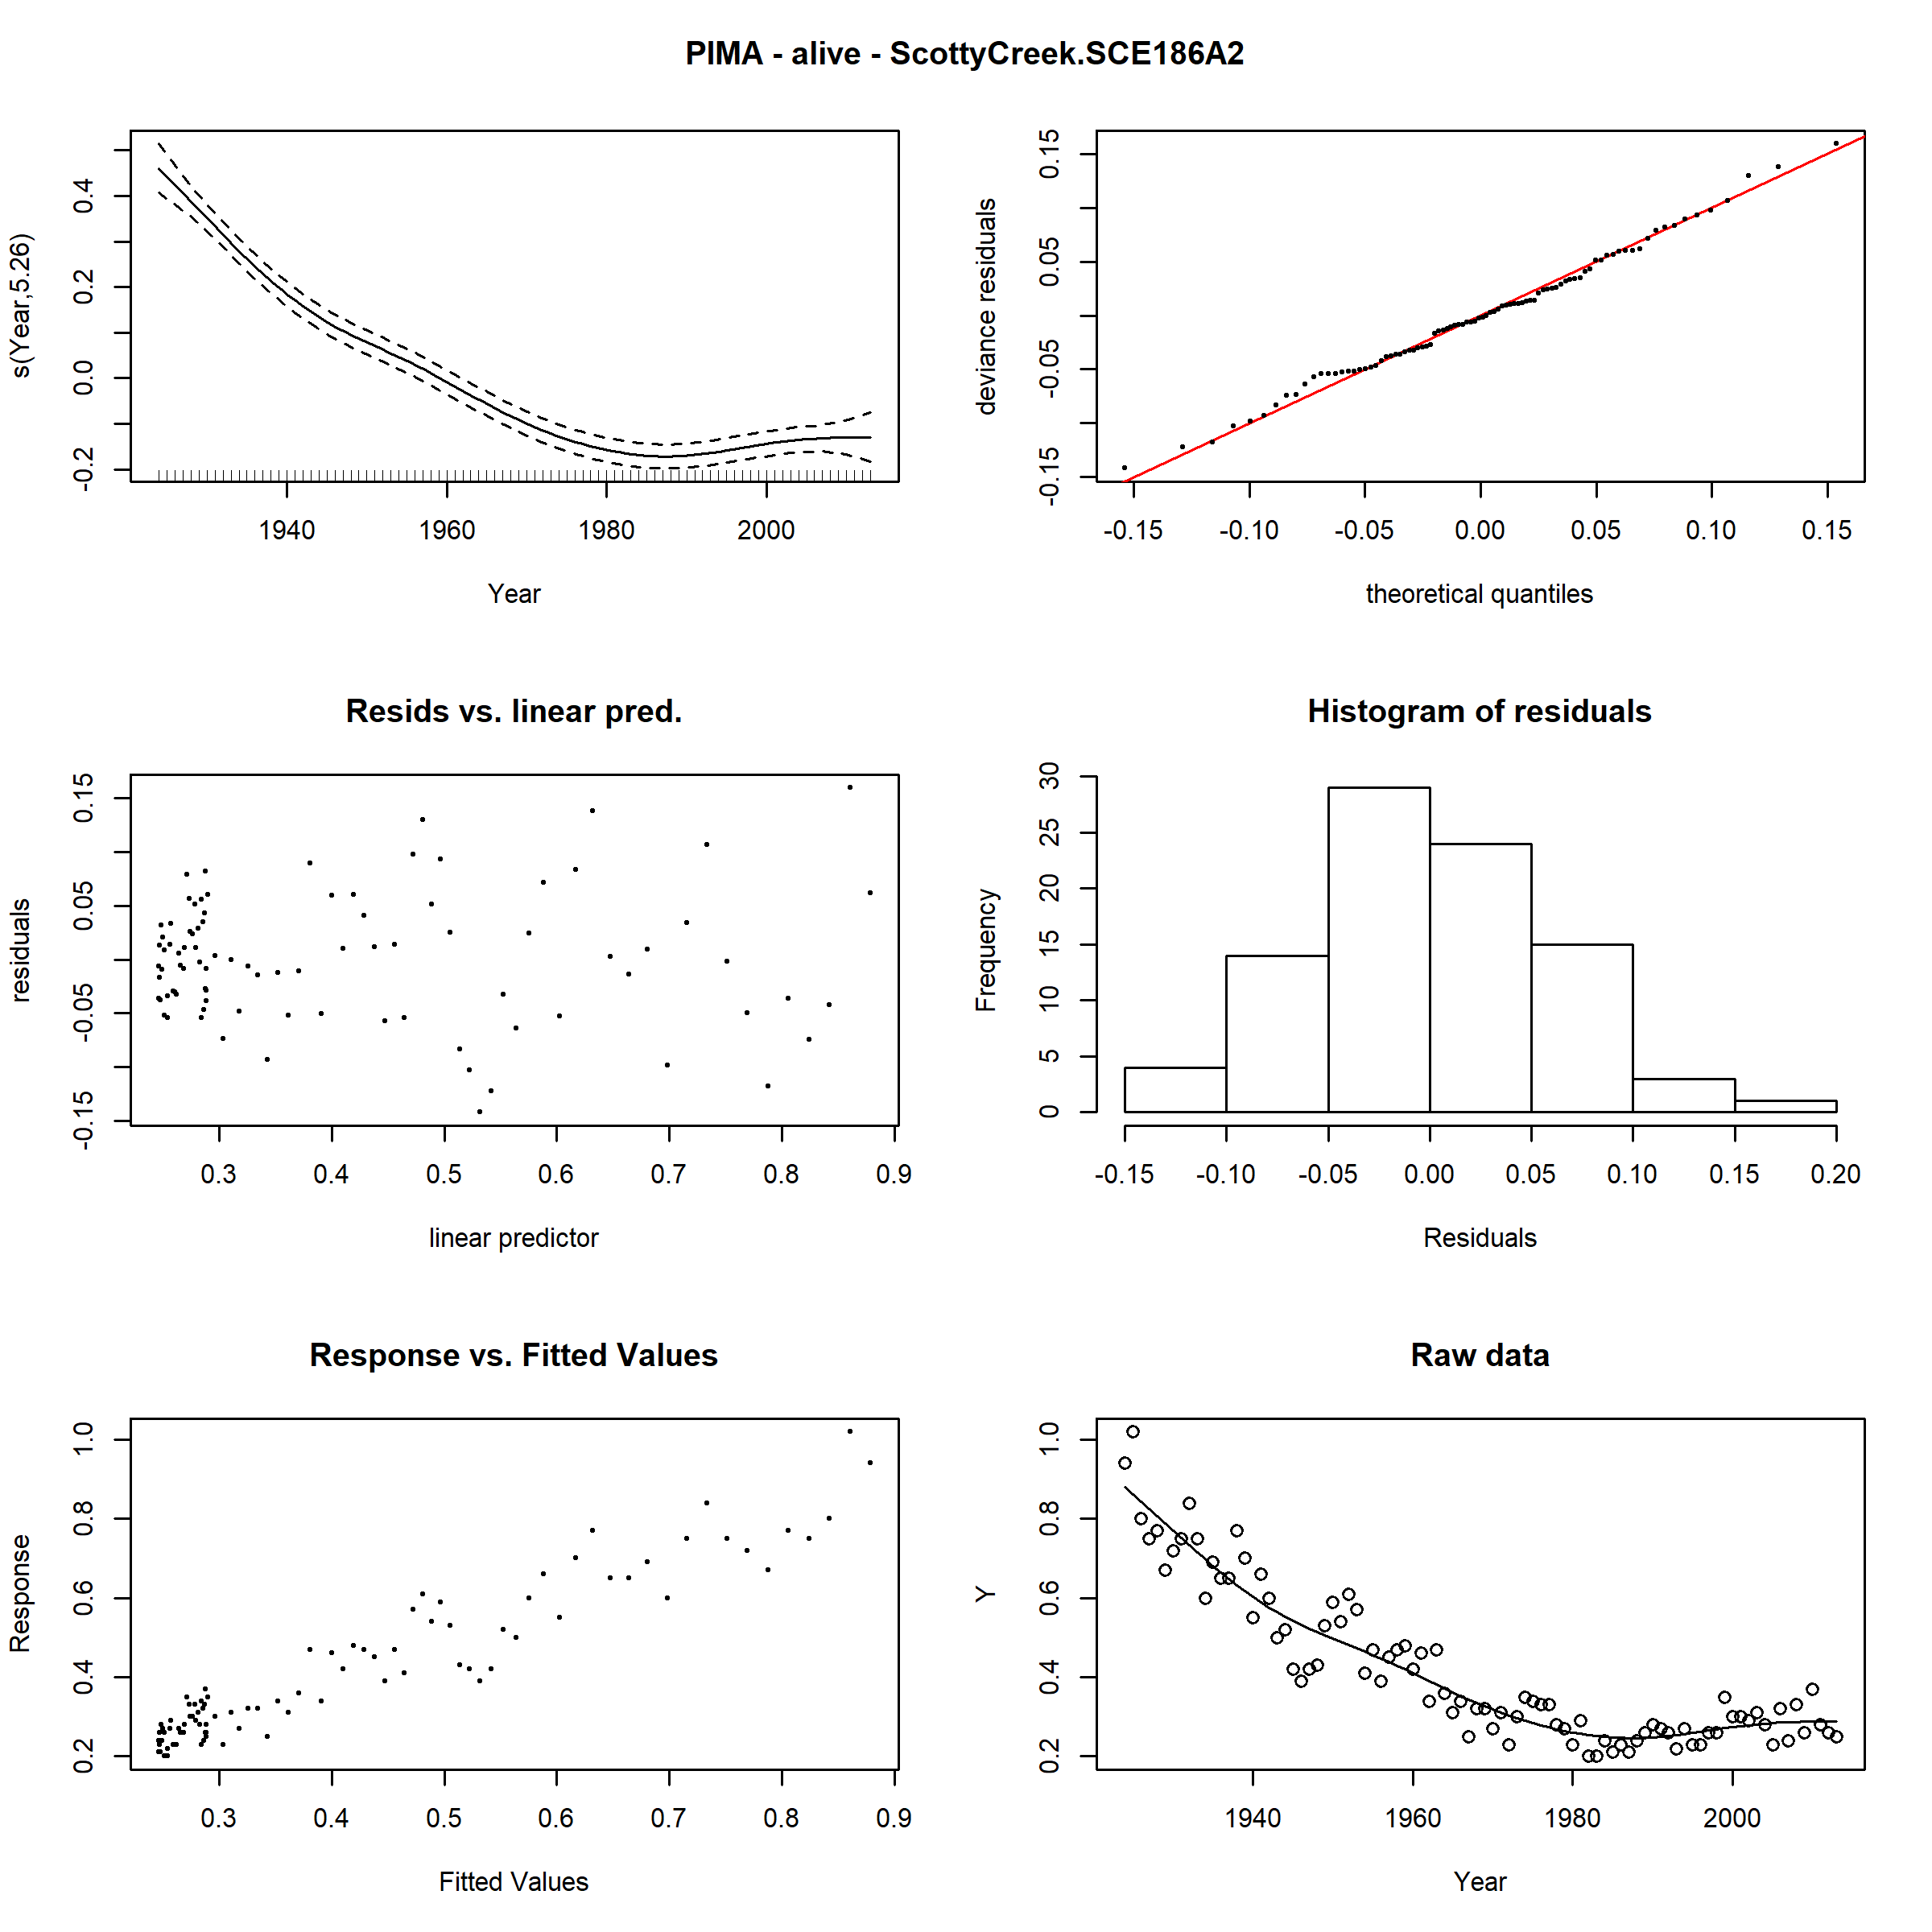 PIMA - alive - ScottyCreek.SCE186A2
s(Year,5.26)
-0.2 0.0 0.2 0.4
1940 1960 1980 2000
Year
deviance residuals
-0.15 -0.05 0.05 0.15
-0.15 -0.10 -0.05 0.00 0.05 0.10 0.15
theoretical quantiles
Resids vs. linear pred.
residuals
-0.15 -0.05 0.05 0.15
0.3 0.4 0.5 0.6 0.7 0.8 0.9
linear predictor
Histogram of residuals
Frequency
0 5 10 15 20 25 30
-0.15 -0.10 -0.05 0.00 0.05 0.10 0.15 0.20
Residuals
Response vs. Fitted Values
Response
0.2 0.4 0.6 0.8 1.0
0.3 0.4 0.5 0.6 0.7 0.8 0.9
Fitted Values
Raw data
Y
0.2 0.4 0.6 0.8 1.0
1940 1960 1980 2000
Year